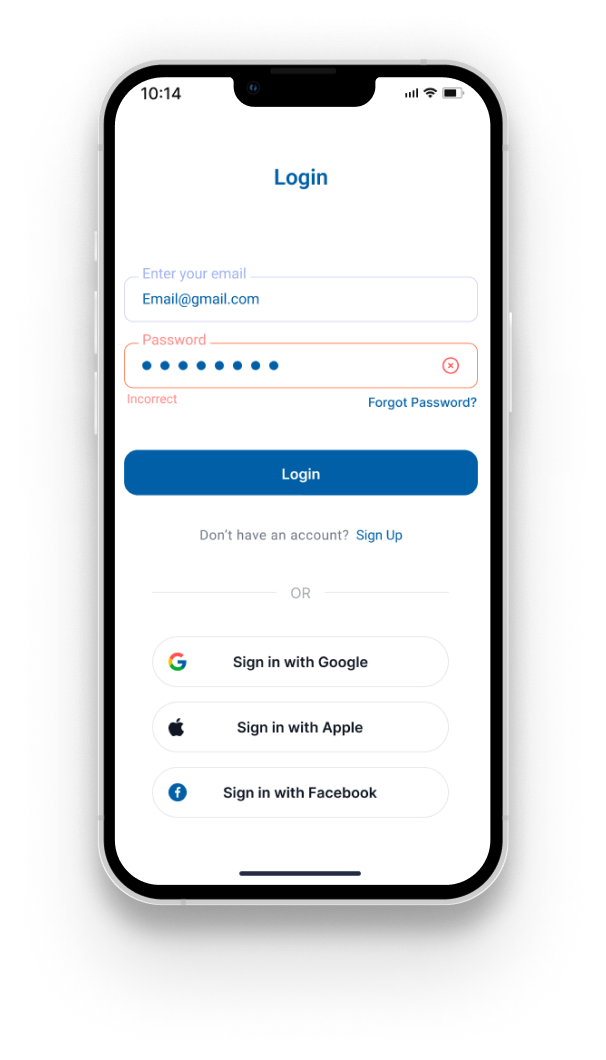 10:14
Login
Enter your email
Email@gmail.com
Password
Incorrect
Forgot Password?
Login
Don't have an account? Sign Up
OR
Sign in with Google
Sign in with Apple
Sign in with Facebook